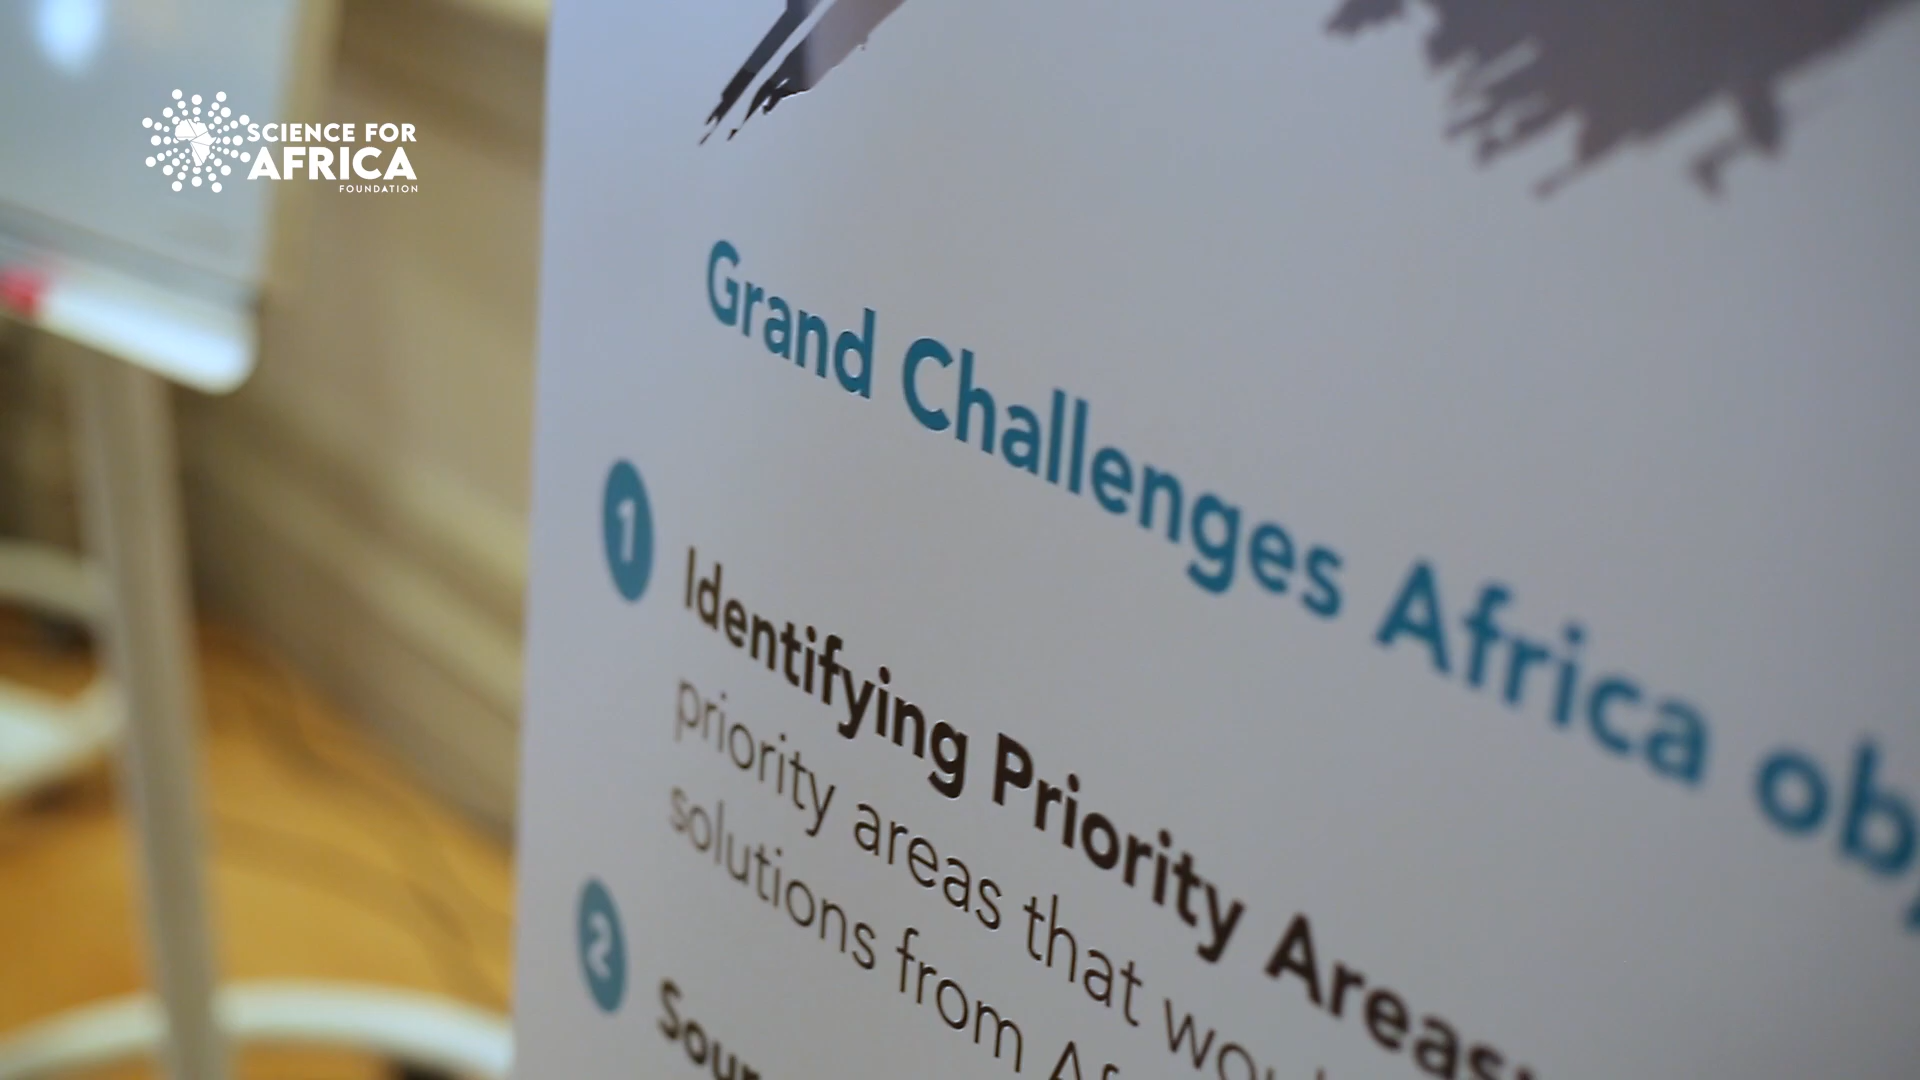 SCIENCE FOR
AFRICA
FOUNDATION
Grand Challenges Africa
1
Identifying Priority Areas:
priority areas that
solutions from
2